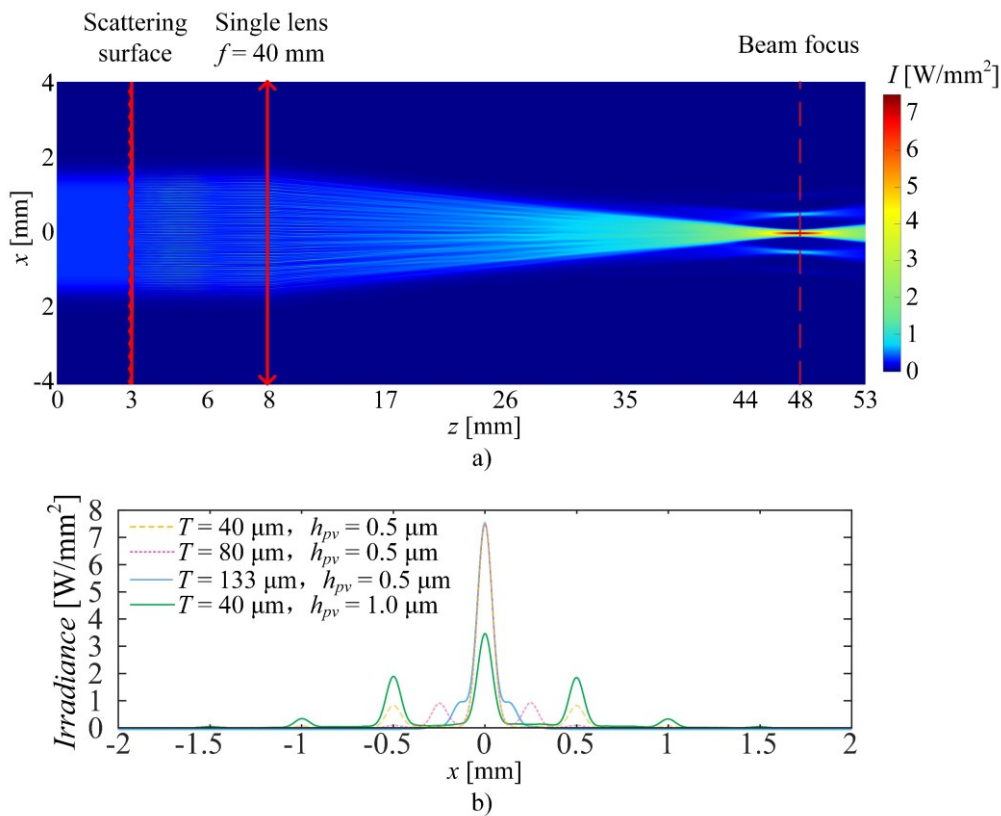 Scattering surface
Single lens f = 40 mm
Beam focus
I [W/mm²]
4
2
0
2
-4
x [mm]
0 3 6 8 17 26 35 44 48 53
z [mm]
7
6
5
4
3
2
1
0
a)
8
7
6
5
4
3
2
1
0
Irradiance [W/mm²]
T = 40 μm， hpv = 0.5 μm
T = 80 μm， hpv = 0.5 μm
T = 133 μm， hpv = 0.5 μm
T = 40 μm， hpv = 1.0 μm
-2 -1.5 -1 -0.5 0 0.5 1 1.5 2
x [mm]
b)